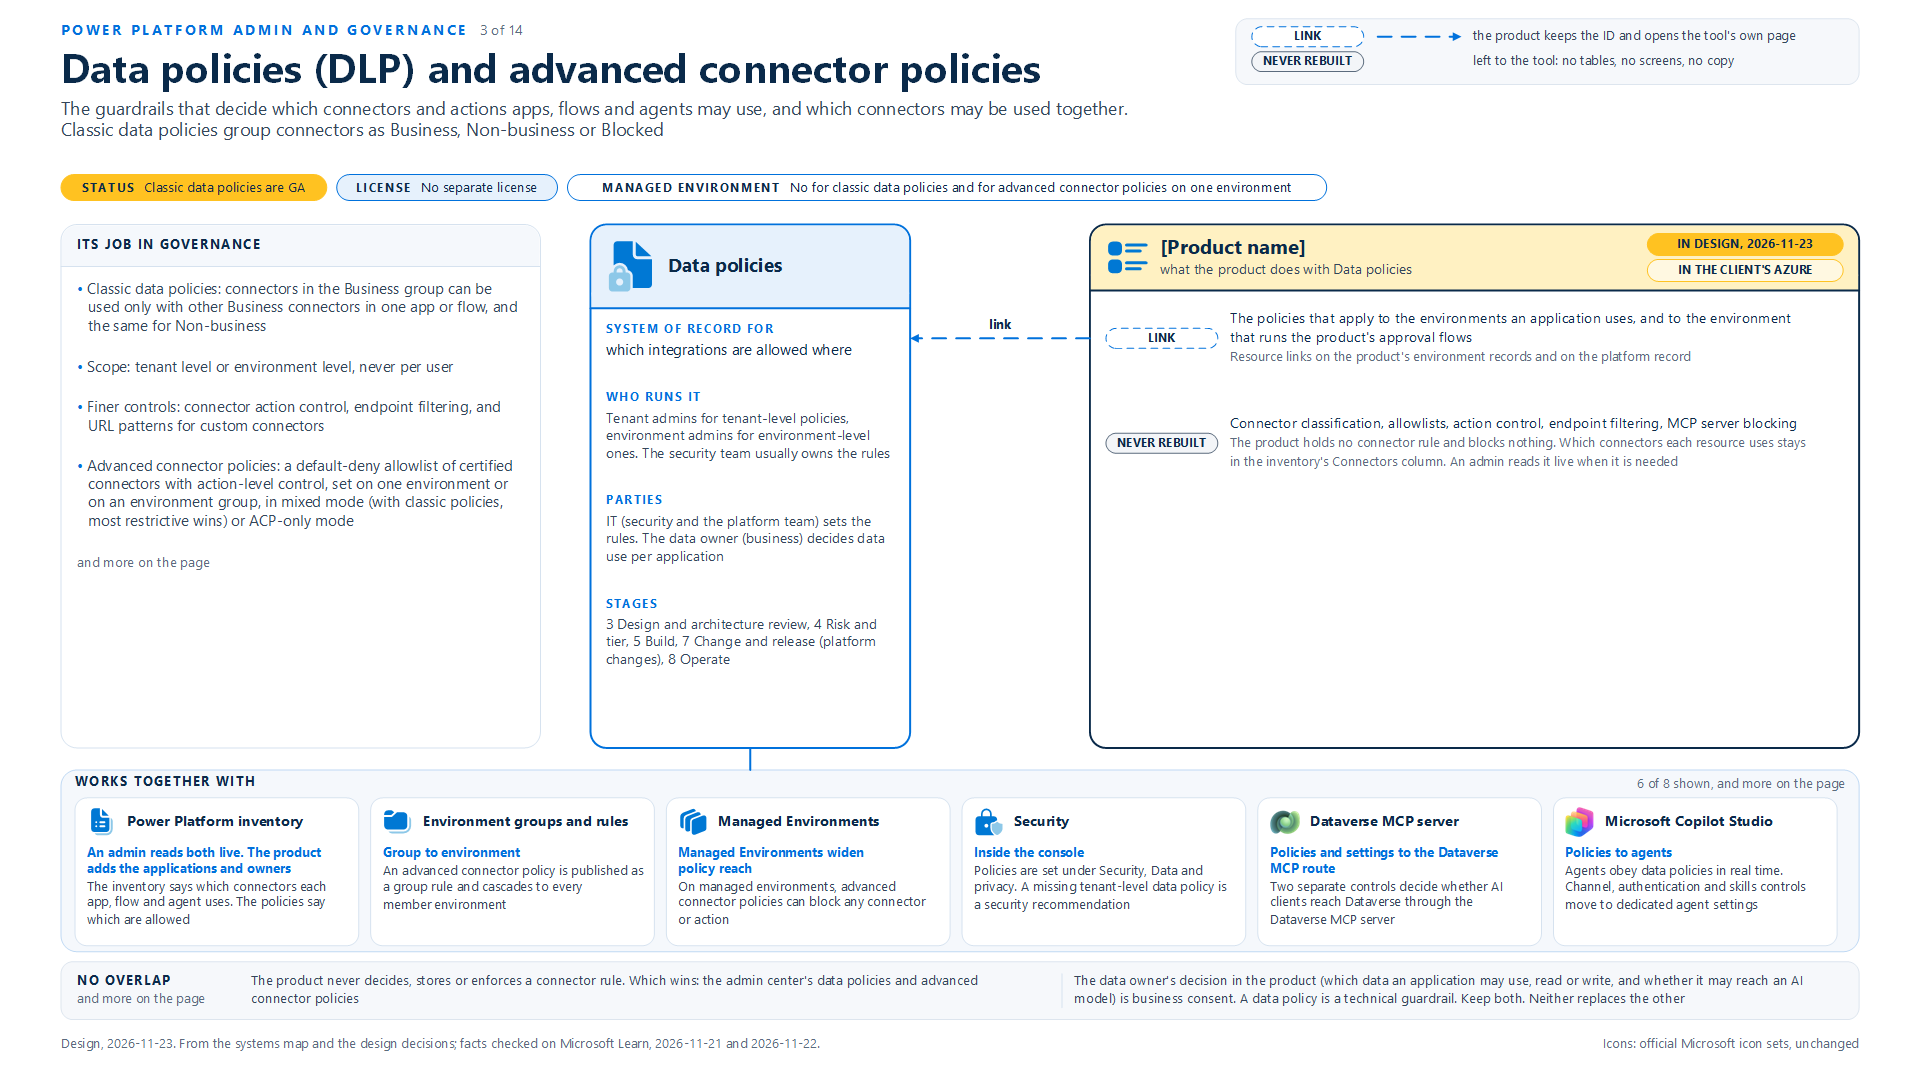 POWER PLATFORM ADMIN AND GOVERNANCE 3 of 14
Data policies (DLP) and advanced connector policies
The guardrails that decide which connectors and actions apps, flows and agents may use, and which connectors may be used together.
Classic data policies group connectors as Business, Non-business or Blocked
LINK the product keeps the ID and opens the tool's own page
NEVER REBUILT left to the tool: no tables, no screens, no copy
STATUS Classic data policies are GA
LICENSE No separate license
MANAGED ENVIRONMENT No for classic data policies and for advanced connector policies on one environment
ITS JOB IN GOVERNANCE
• Classic data policies: connectors in the Business group can be
used only with other Business connectors in one app or flow, and
the same for Non-business
• Scope: tenant level or environment level, never per user
• Finer controls: connector action control, endpoint filtering, and
URL patterns for custom connectors
• Advanced connector policies: a default-deny allowlist of certified
connectors with action-level control, set on one environment or
on an environment group, in mixed mode (with classic policies,
most restrictive wins) or ACP-only mode
and more on the page
Data policies
SYSTEM OF RECORD FOR
which integrations are allowed where
WHO RUNS IT
Tenant admins for tenant-level policies,
environment admins for environment-level
ones. The security team usually owns the rules
PARTIES
IT (security and the platform team) sets the
rules. The data owner (business) decides data
use per application
STAGES
3 Design and architecture review, 4 Risk and
tier, 5 Build, 7 Change and release (platform
changes), 8 Operate
link
[Product name]
what the product does with Data policies
IN DESIGN, 2026-11-23
IN THE CLIENT'S AZURE
LINK
The policies that apply to the environments an application uses, and to the environment
that runs the product's approval flows
Resource links on the product's environment records and on the platform record
NEVER REBUILT
Connector classification, allowlists, action control, endpoint filtering, MCP server blocking
The product holds no connector rule and blocks nothing. Which connectors each resource uses stays
in the inventory's Connectors column. An admin reads it live when it is needed
WORKS TOGETHER WITH
6 of 8 shown, and more on the page
Power Platform inventory
An admin reads both live. The product
adds the applications and owners
The inventory says which connectors each
app, flow and agent uses. The policies say
which are allowed
Environment groups and rules
Group to environment
An advanced connector policy is published as
a group rule and cascades to every
member environment
Managed Environments
Managed Environments widen
policy reach
On managed environments, advanced
connector policies can block any connector
or action
Security
Inside the console
Policies are set under Security, Data and
privacy. A missing tenant-level data policy is
a security recommendation
Dataverse MCP server
Policies and settings to the Dataverse
MCP route
Two separate controls decide whether AI
clients reach Dataverse through the
Dataverse MCP server
Microsoft Copilot Studio
Policies to agents
Agents obey data policies in real time.
Channel, authentication and skills controls
move to dedicated agent settings
NO OVERLAP
and more on the page
The product never decides, stores or enforces a connector rule. Which wins: the admin center's data policies and advanced
connector policies
The data owner's decision in the product (which data an application may use, read or write, and whether it may reach an AI
model) is business consent. A data policy is a technical guardrail. Keep both. Neither replaces the other
Design, 2026-11-23. From the systems map and the design decisions; facts checked on Microsoft Learn, 2026-11-21 and 2026-11-22.
Icons: official Microsoft icon sets, unchanged